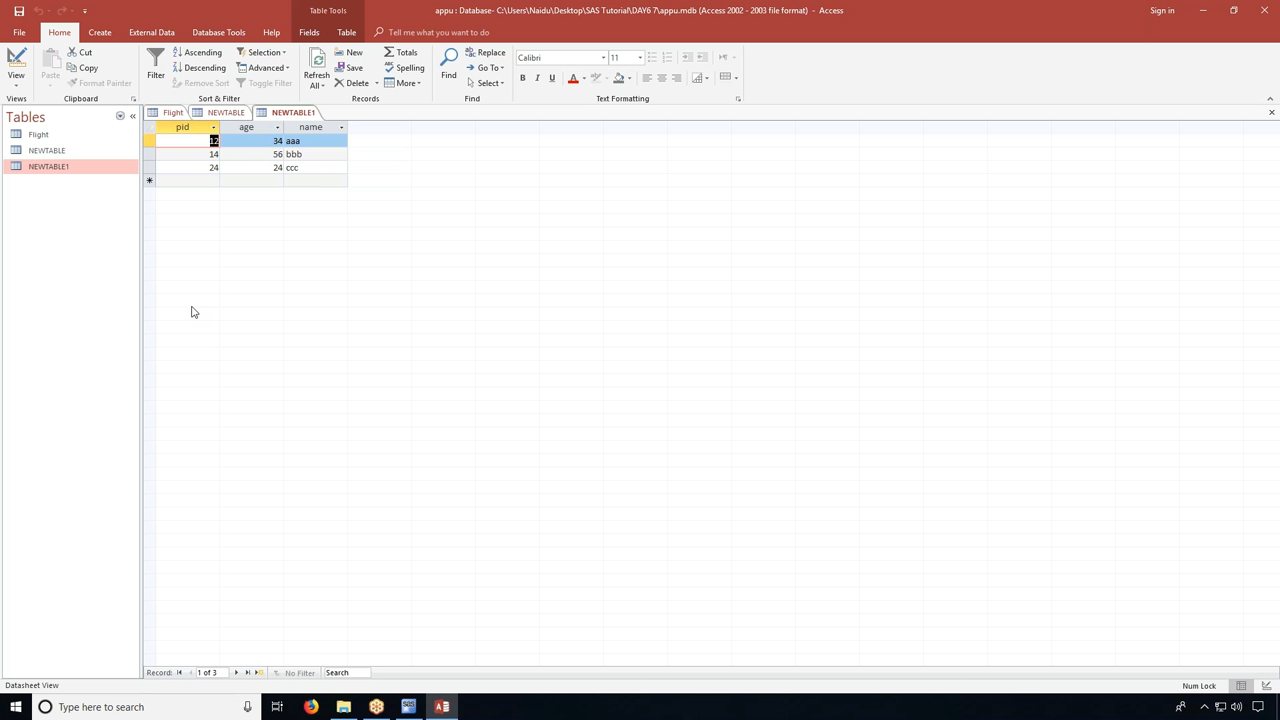 Table Tools
appu : Database- C:\Users\Naidu\Desktop\SAS Tutorial\DAY6 7\appu.mdb (Access 2002 - 2003 file format) - Access
Sign in
File Home Create External Data Database Tools Help Fields Table Tell me what you want to do
View
Views
Paste
Cut
Copy
Format Painter
Clipboard
Filter
Ascending
Descending
Remove Sort
Selection
Advanced
Toggle Filter
Sort & Filter
Refresh
All
New
Save
Delete
Totals
Spelling
More
Records
Find
Replace
Go To
Select
Find
Calibri 11
B I U A
Text Formatting
Tables
Flight
NEWTABLE
NEWTABLE1
Flight NEWTABLE NEWTABLE1
pid age name
12 34 aaa
14 56 bbb
24 24 ccc
Record: 1 of 3 No Filter Search
Datasheet View
Num Lock
Type here to search